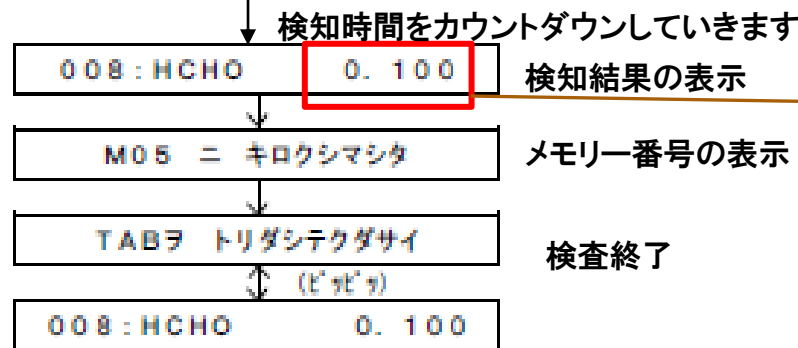 検知時間をカウントダウンしていきます
008:HCHO 0.100
検知結果の表示
M05 ニ キロクシマシタ
メモリー番号の表示
TABヲ トリダシテクダサイ
検査終了
(ピッピッ)
008:HCHO 0.100